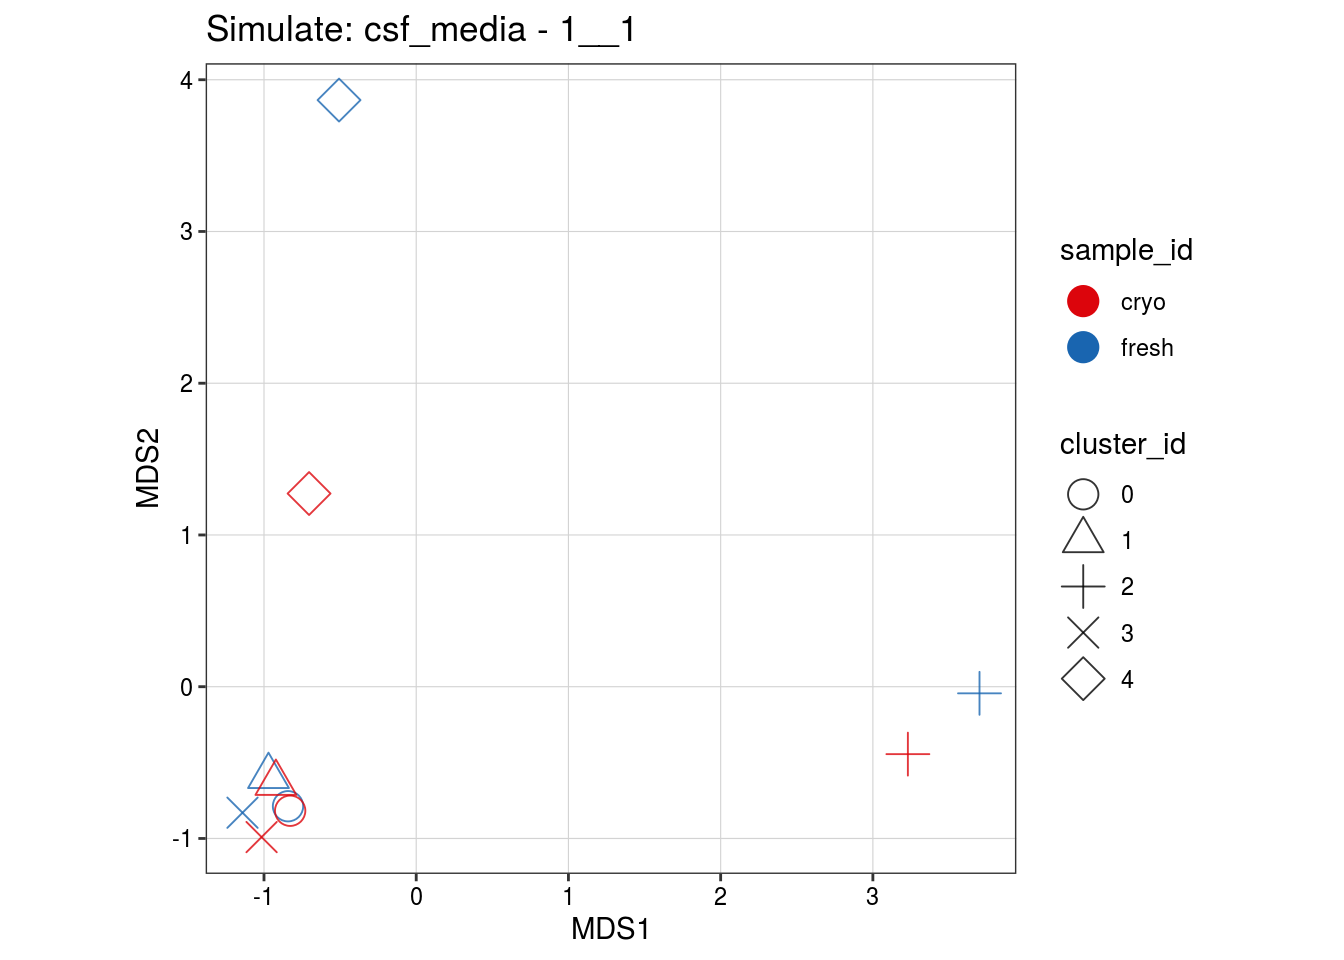 Simulate: csf_media - 1__1
4
3
2
1
0
-1
MDS2
-1
0
1
2
3
MDS1
sample_id
cryo
fresh
cluster_id
0
1
2
3
4